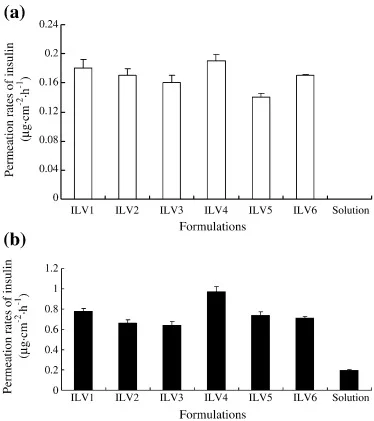 (a)
Permeation rates of insulin
(µg·cm-2·h-1)
0.24
0.2
0.16
0.12
0.08
0.04
0
ILV1 ILV2 ILV3 ILV4 ILV5 ILV6 Solution
Formulations
(b)
Permeation rates of insulin
(µg·cm-2·h-1)
1.2
1
0.8
0.6
0.4
0.2
0
ILV1 ILV2 ILV3 ILV4 ILV5 ILV6 Solution
Formulations